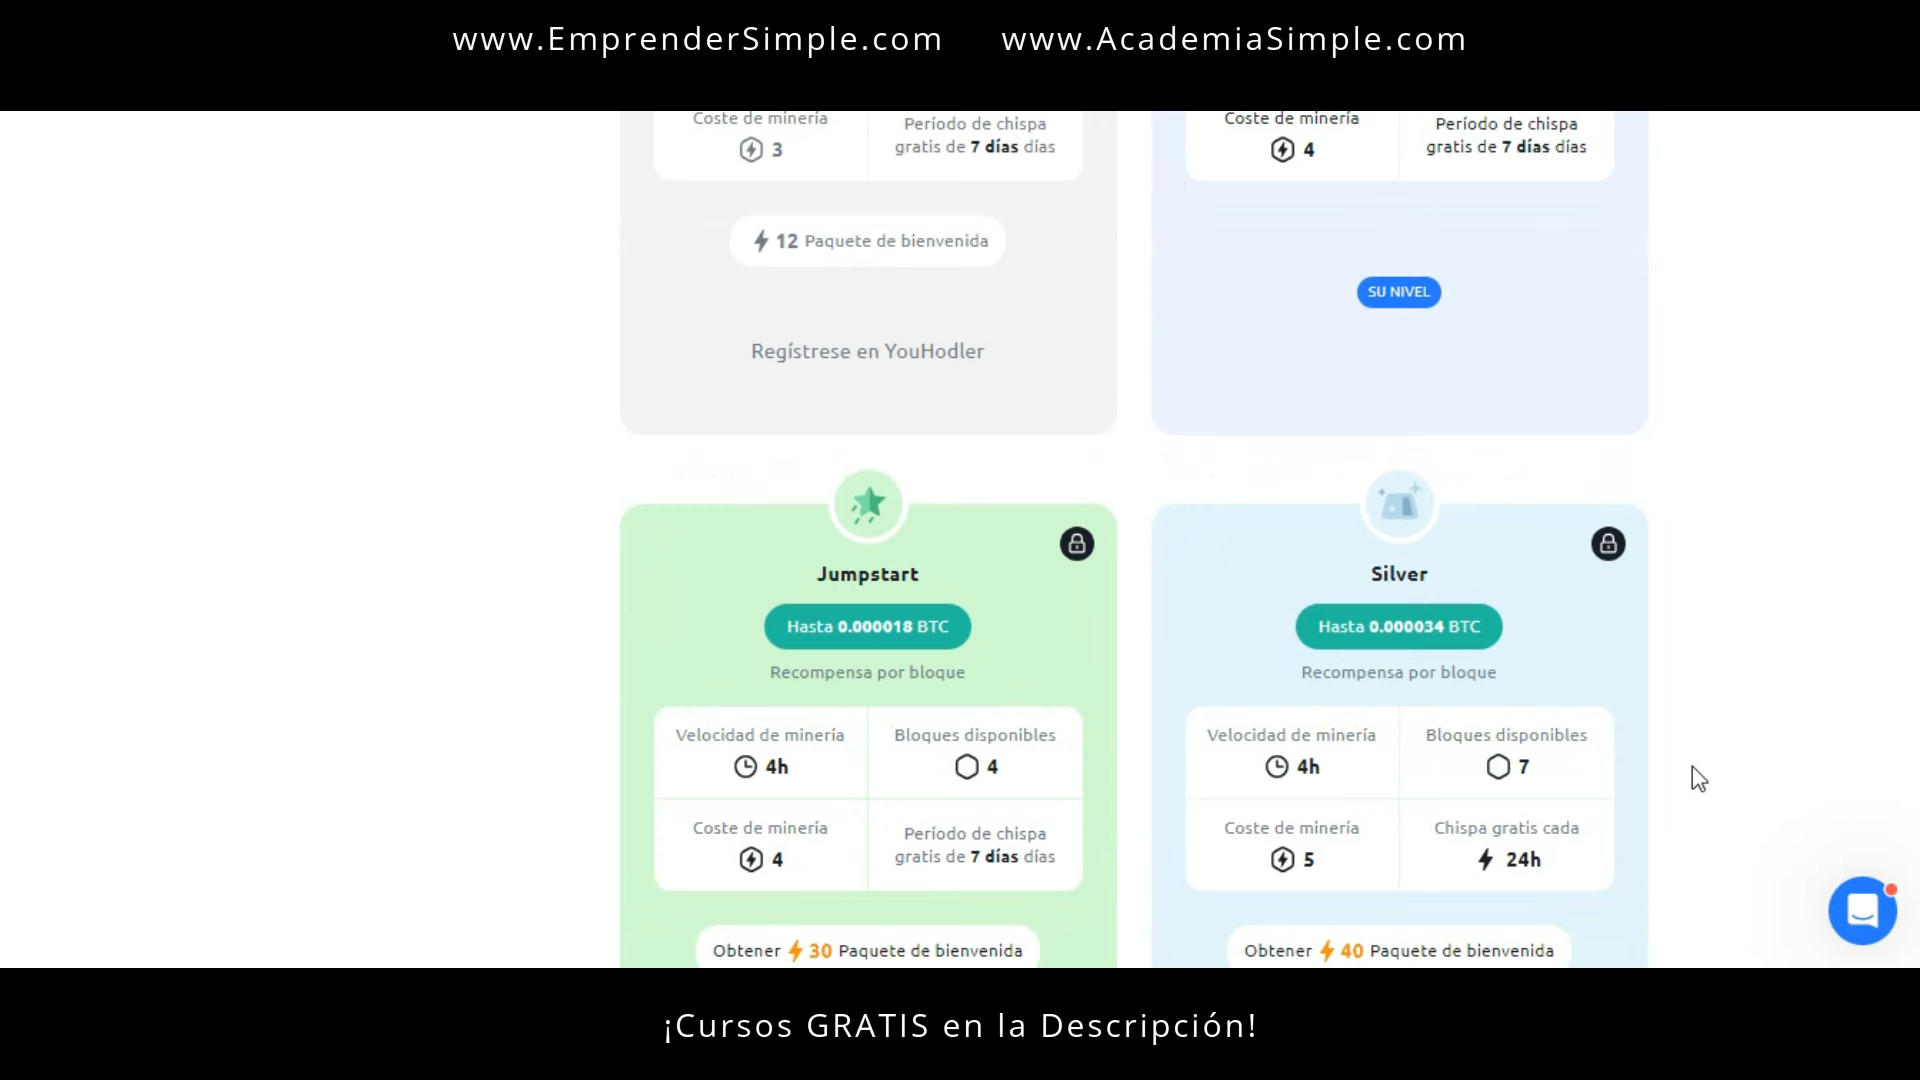 www.EmprenderSimple.com www.AcademiaSimple.com
Coste de minería
3
Período de chispa
gratis de 7 días días
12 Paquete de bienvenida
Regístrese en YouHodler
Coste de minería
4
Período de chispa
gratis de 7 días días
SU NIVEL
Jumpstart
Hasta 0.000018 BTC
Recompensa por bloque
Velocidad de minería
4h
Bloques disponibles
4
Coste de minería
4
Período de chispa
gratis de 7 días días
Obtener 30 Paquete de bienvenida
Silver
Hasta 0.000034 BTC
Recompensa por bloque
Velocidad de minería
4h
Bloques disponibles
7
Coste de minería
5
Chispa gratis cada
24h
Obtener 40 Paquete de bienvenida
¡Cursos GRATIS en la Descripción!